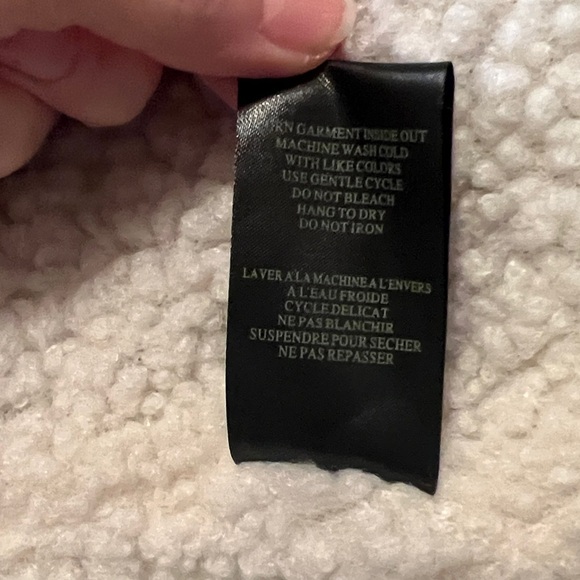 RN GARMENT INSIDE OUT
MACHINE WASH COLD
WITH LIKE COLORS
USE GENTLE CYCLE
DO NOT BLEACH
HANG TO DRY
DO NOT IRON
LAVER A LA MACHINE A L'ENVERS
A L'EAU FROIDE
CYCLE DELICAT
NE PAS BLANCHIR
SUSPENDRE POUR SECHER
NE PAS REPASSER